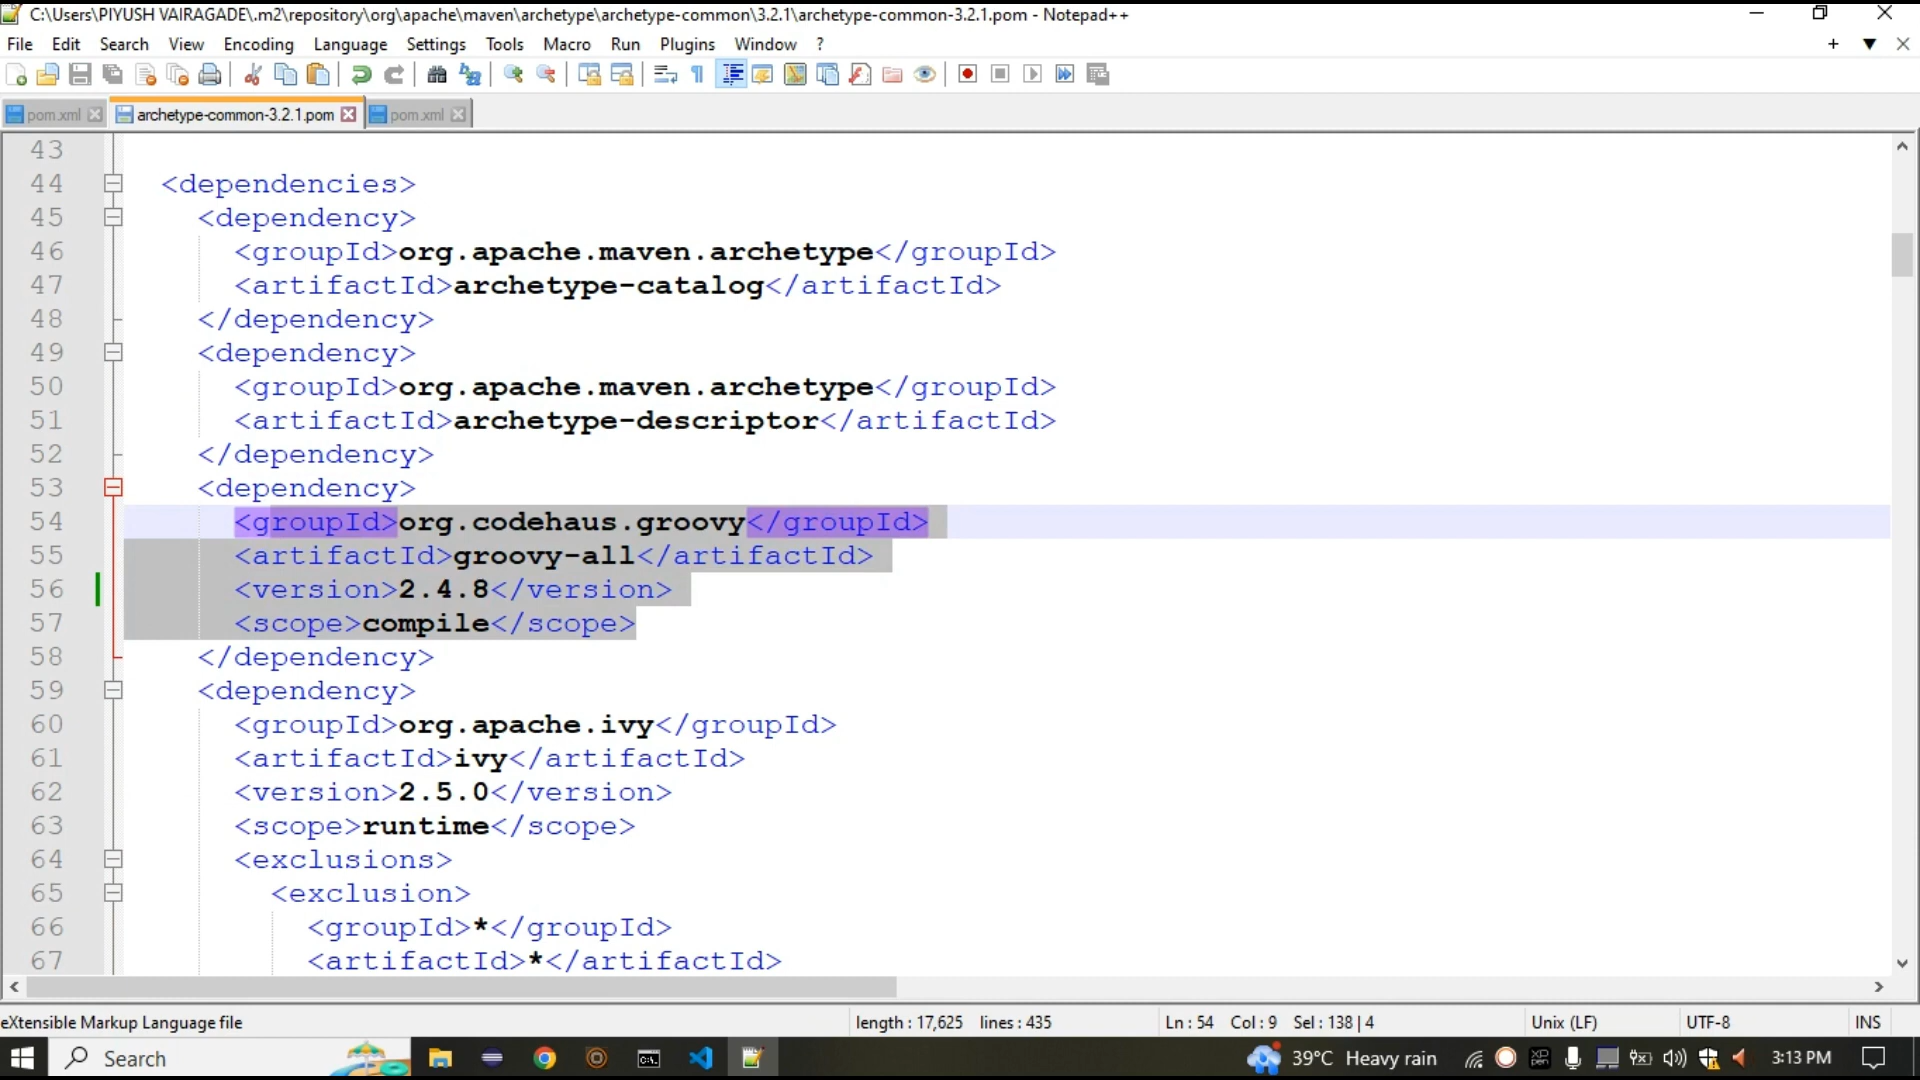 C:\Users\PIYUSH VAIRAGADE\.m2\repository\org\apache\maven\archetype\archetype-common\3.2.1\archetype-common-3.2.1.pom - Notepad++
File Edit Search View Encoding Language Settings Tools Macro Run Plugins Window ?
pom.xml archetype-common-3.2.1.pom pom.xml
43
44 <dependencies>
45 <dependency>
46 <groupId>org.apache.maven.archetype</groupId>
47 <artifactId>archetype-catalog</artifactId>
48 </dependency>
49 <dependency>
50 <groupId>org.apache.maven.archetype</groupId>
51 <artifactId>archetype-descriptor</artifactId>
52 </dependency>
53 <dependency>
54 <groupId>org.codehaus.groovy</groupId>
55 <artifactId>groovy-all</artifactId>
56 <version>2.4.8</version>
57 <scope>compile</scope>
58 </dependency>
59 <dependency>
60 <groupId>org.apache.ivy</groupId>
61 <artifactId>ivy</artifactId>
62 <version>2.5.0</version>
63 <scope>runtime</scope>
64 <exclusions>
65 <exclusion>
66 <groupId>*</groupId>
67 <artifactId>*</artifactId>
eXtensible Markup Language file length : 17,625 lines : 435 Ln : 54 Col : 9 Sel : 138 | 4 Unix (LF) UTF-8 INS
Search 39°C Heavy rain 3:13 PM